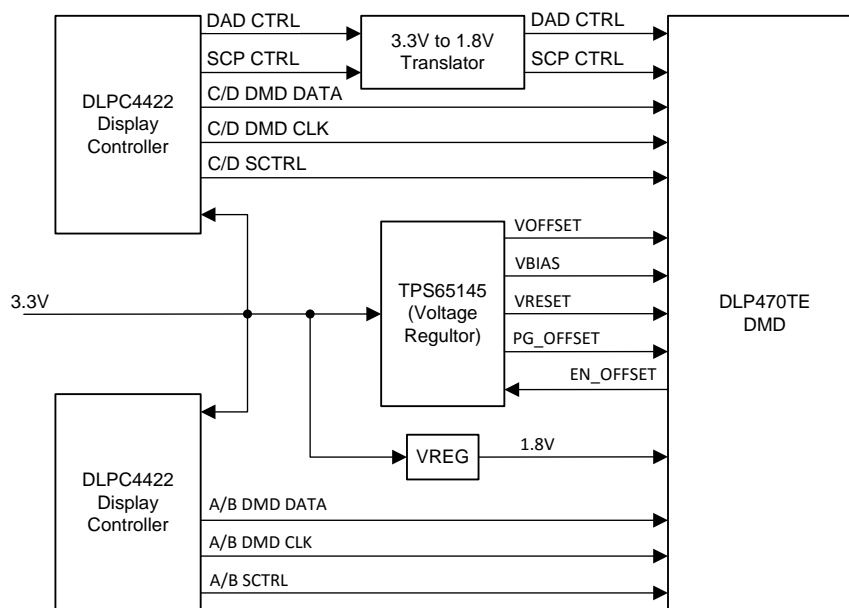 DAD CTRL
SCP CTRL
C/D DMD DATA
C/D DMD CLK
C/D SCTRL
DLPC4422
Display
Controller
3.3V to 1.8V
Translator
DAD CTRL
SCP CTRL
3.3V
TPS65145
(Voltage
Regultor)
VOFFSET
VBIAS
VRESET
PG_OFFSET
EN_OFFSET
DLP470TE
DMD
VREG
1.8V
DLPC4422
Display
Controller
A/B DMD DATA
A/B DMD CLK
A/B SCTRL